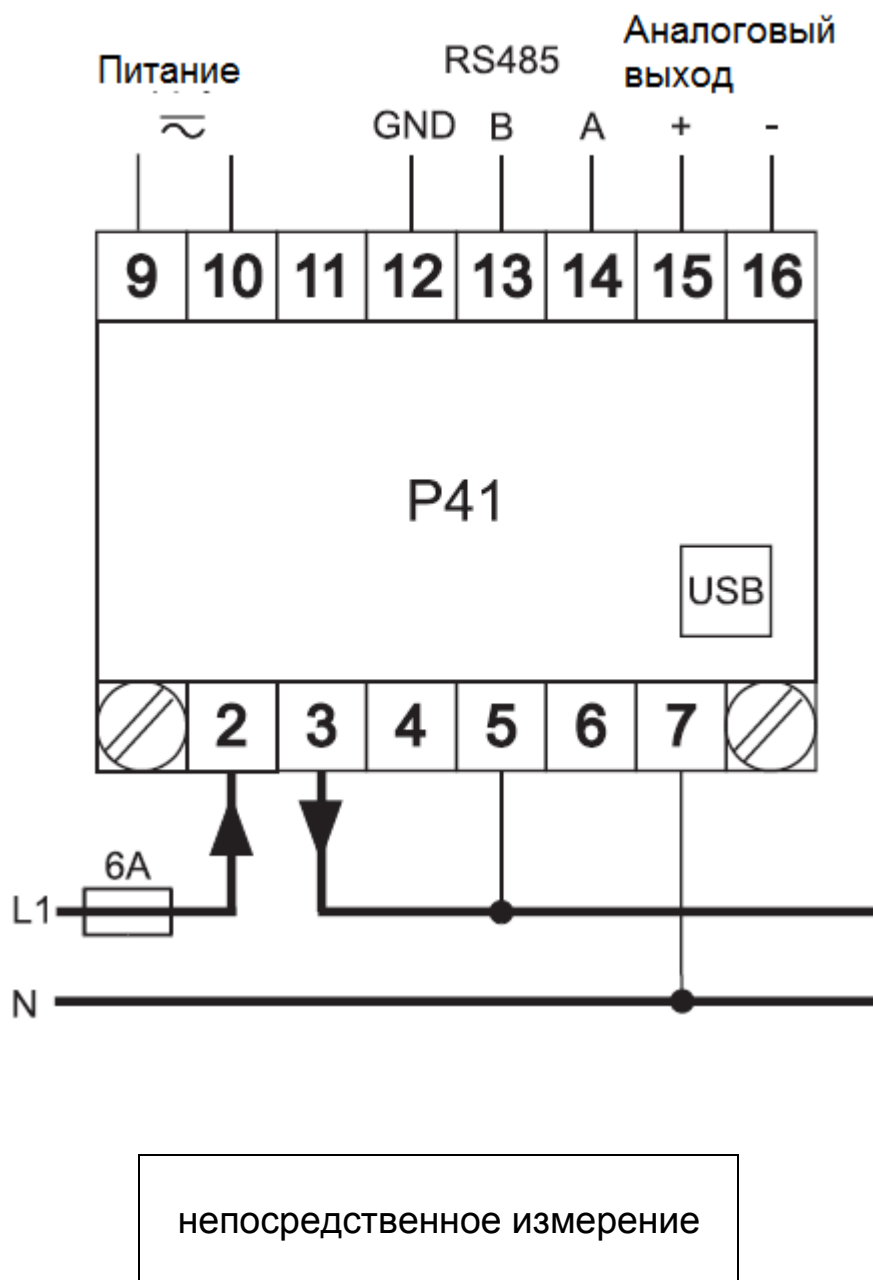 Питание
RS485
Аналоговый
выход
GND B A + -
9 10 11 12 13 14 15 16
P41
USB
2 3 4 5 6 7
6A
L1
N
непосредственное измерение